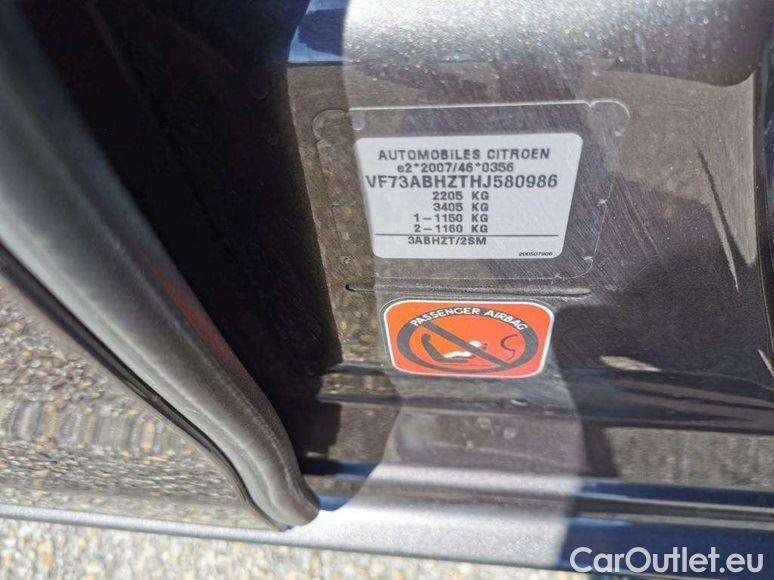 AUTOMOBILES CITROEN
e2*2007/46*0356
VF73ABHZTHJ580986
2205 KG
3405 KG
1-1150 KG
2-1160 KG
3ABHZT/2SM
200507906
PASSENGER AIRBAG
CarOutlet.eu